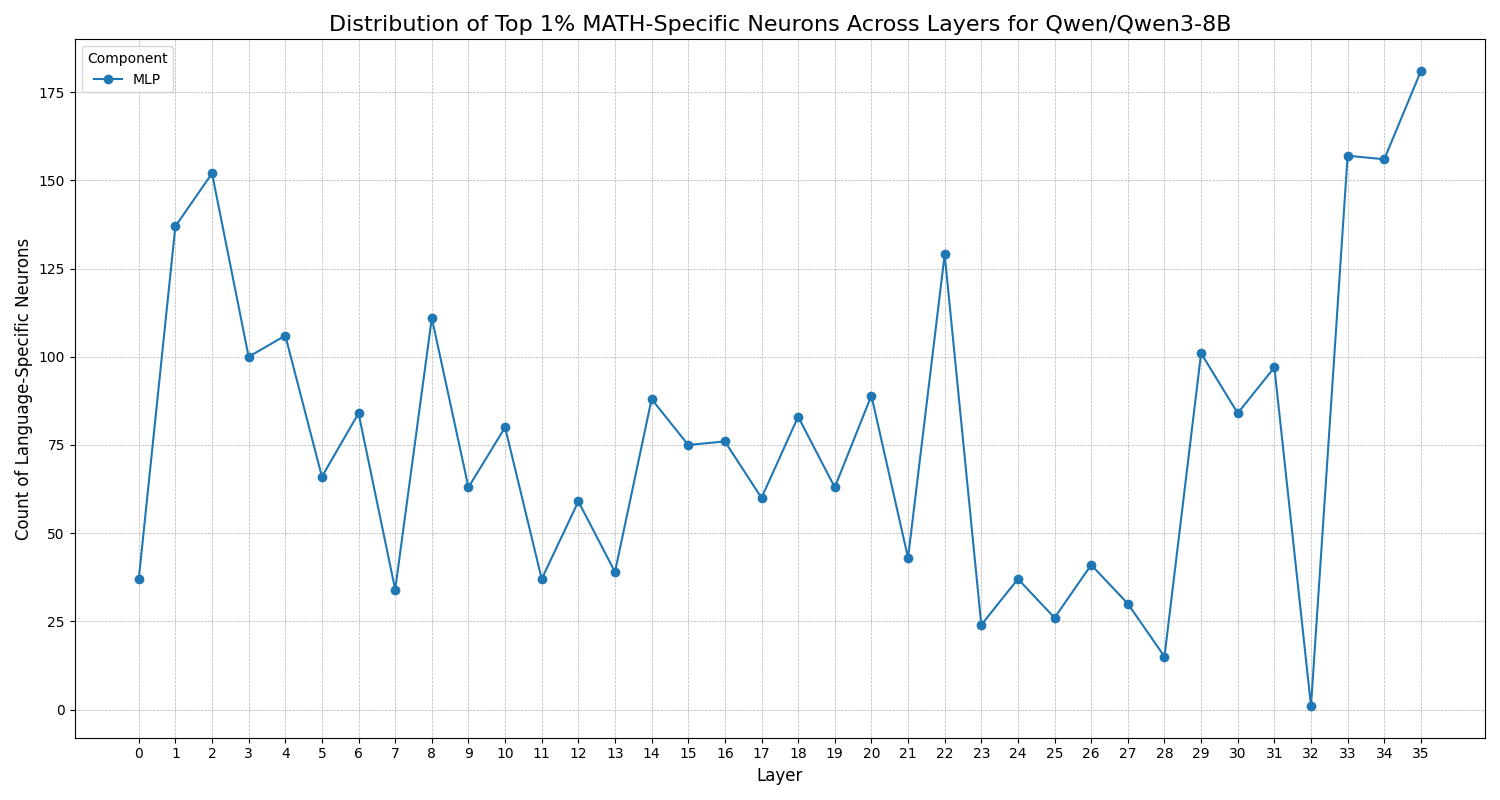 Distribution of Top 1% MATH-Specific Neurons Across Layers for Qwen/Qwen3-8B
Component
MLP
Count of Language-Specific Neurons
175
150
125
100
75
50
25
0
0 1 2 3 4 5 6 7 8 9 10 11 12 13 14 15 16 17 18 19 20 21 22 23 24 25 26 27 28 29 30 31 32 33 34 35
Layer